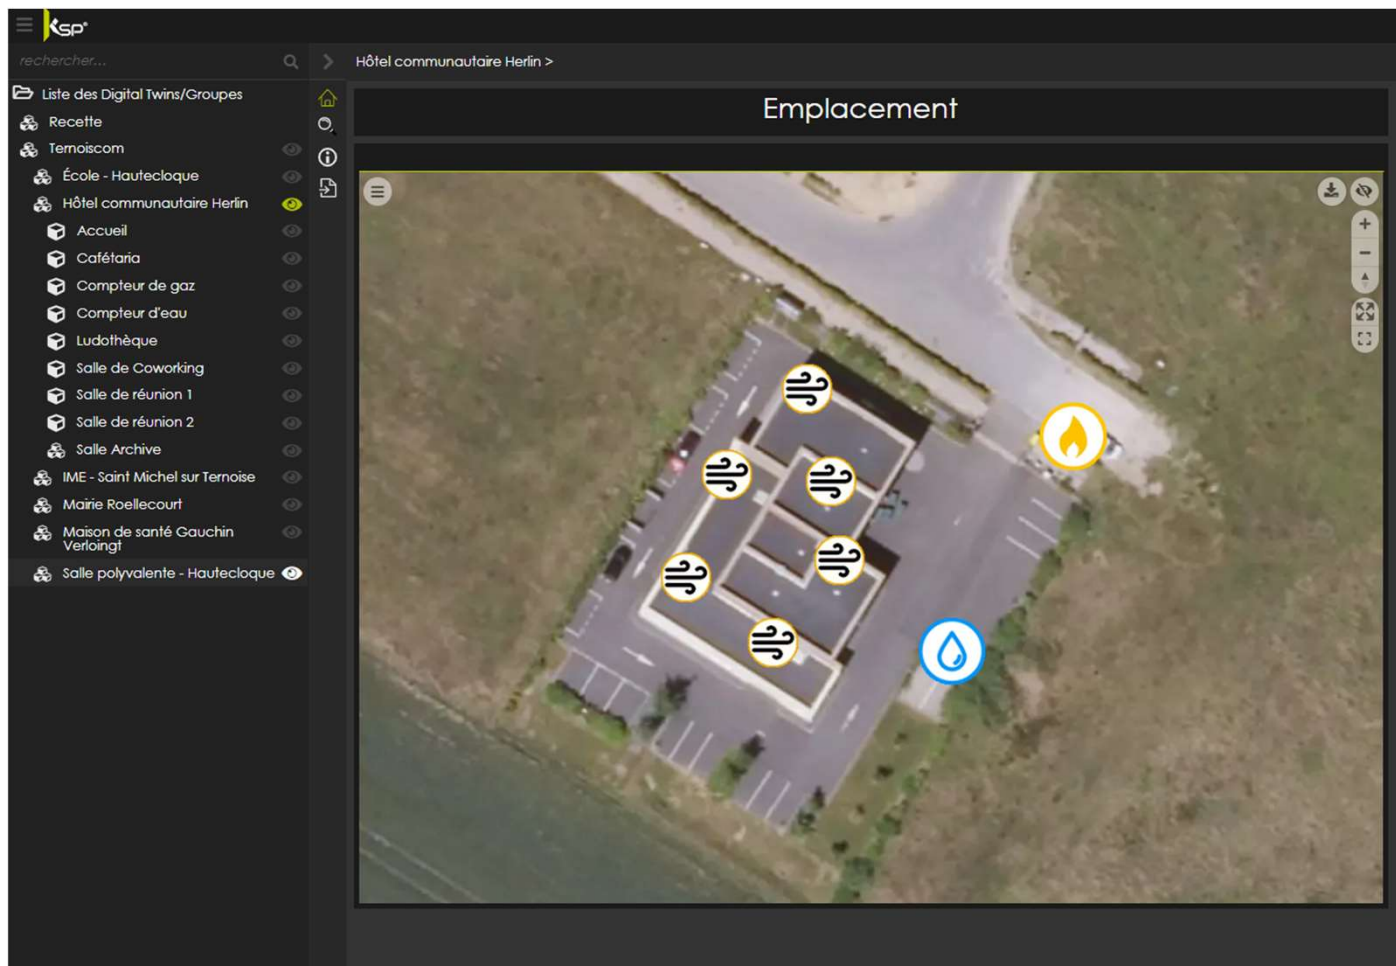 Ksp®
rechercher...
Hôtel communautaire Herlin >
Liste des Digital Twins/Groupes
Recette
Ternoiscom
École - Hautecloque
Hôtel communautaire Herlin
Accueil
Cafétaria
Compteur de gaz
Compteur d'eau
Ludothèque
Salle de Coworking
Salle de réunion 1
Salle de réunion 2
Salle Archive
IME - Saint Michel sur Ternoise
Mairie Roellecourt
Maison de santé Gauchin
Verloingt
Salle polyvalente - Hautecloque
Emplacement